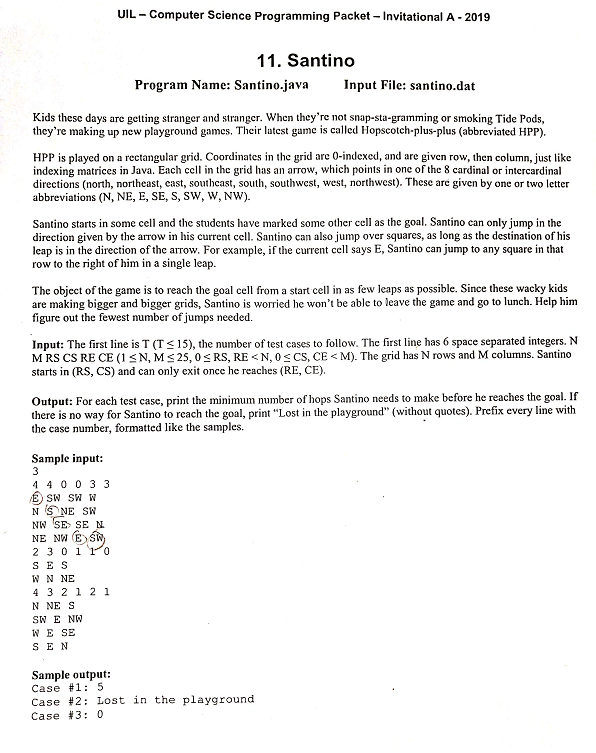 UIL – Computer Science Programming Packet – Invitational A - 2019
11. Santino
Program Name: Santino.java Input File: santino.dat
Kids these days are getting stranger and stranger. When they're not snap-sta-gramming or smoking Tide Pods,
they're making up new playground games. Their latest game is called Hopscotch-plus-plus (abbreviated HPP).
HPP is played on a rectangular grid. Coordinates in the grid are 0-indexed, and are given row, then column, just like
indexing matrices in Java. Each cell in the grid has an arrow, which points in one of the 8 cardinal or intercardinal
directions (north, northeast, east, southeast, south, southwest, west, northwest). These are given by one or two letter
abbreviations (N, NE, E, SE, S, SW, W, NW).
Santino starts in some cell and the students have marked some other cell as the goal. Santino can only jump in the
direction given by the arrow in his current cell. Santino can also jump over squares, as long as the destination of his
leap is in the direction of the arrow. For example, if the current cell says E, Santino can jump to any square in that
row to the right of him in a single leap.
The object of the game is to reach the goal cell from a start cell in as few leaps as possible. Since these wacky kids
are making bigger and bigger grids, Santino is worried he won't be able to leave the game and go to lunch. Help him
figure out the fewest number of jumps needed.
Input: The first line is T (T ≤ 15), the number of test cases to follow. The first line has 6 space separated integers. N
M RS CS RE CE (1 ≤ N, M ≤ 25, 0 ≤ RS, RE < N, 0 ≤ CS, CE < M). The grid has N rows and M columns. Santino
starts in (RS, CS) and can only exit once he reaches (RE, CE).
Output: For each test case, print the minimum number of hops Santino needs to make before he reaches the goal. If
there is no way for Santino to reach the goal, print "Lost in the playground" (without quotes). Prefix every line with
the case number, formatted like the samples.
Sample input:
3
4 4 0 0 3 3
E SW SW W
N S NE SW
NW SE SE N
NE NW E SW
2 3 0 1 1 0
S E S
W N NE
4 3 2 1 2 1
N NE S
SW E NW
W E SE
S E N
Sample output:
Case #1: 5
Case #2: Lost in the playground
Case #3: 0